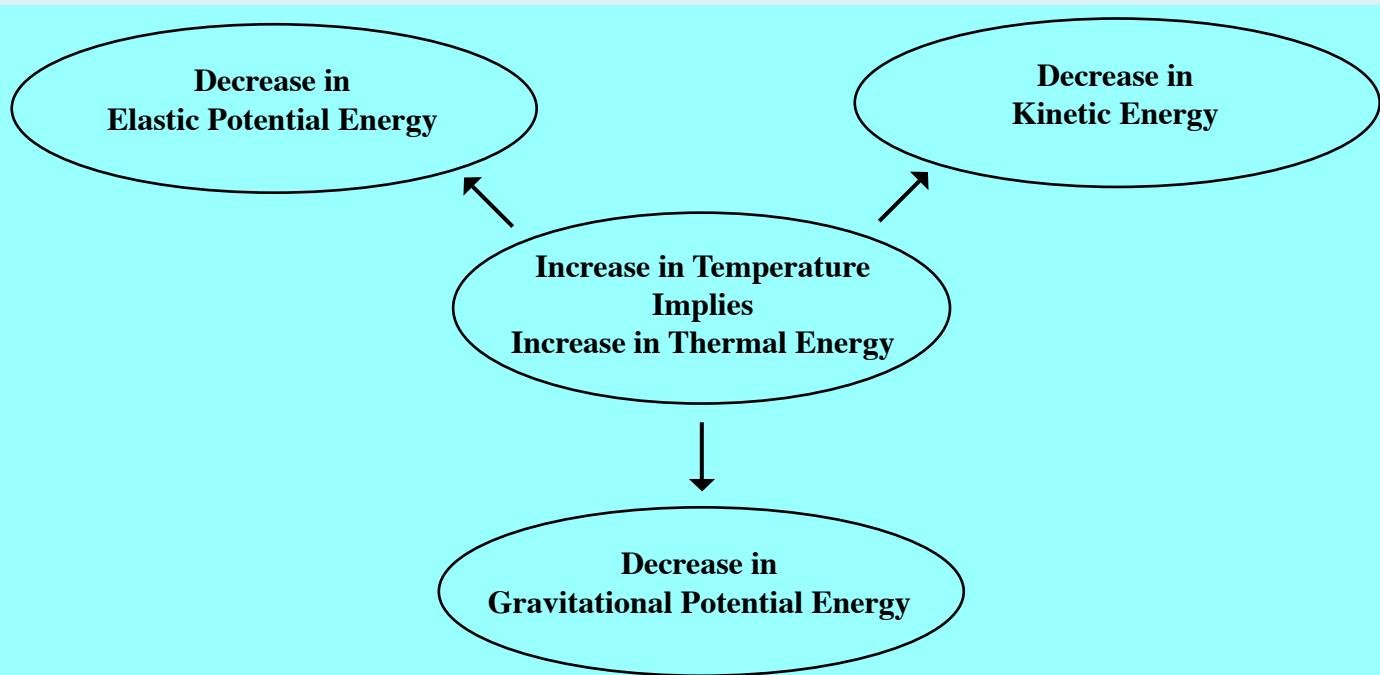 Decrease in
Elastic Potential Energy
Decrease in
Kinetic Energy
Increase in Temperature
Implies
Increase in Thermal Energy
Decrease in
Gravitational Potential Energy